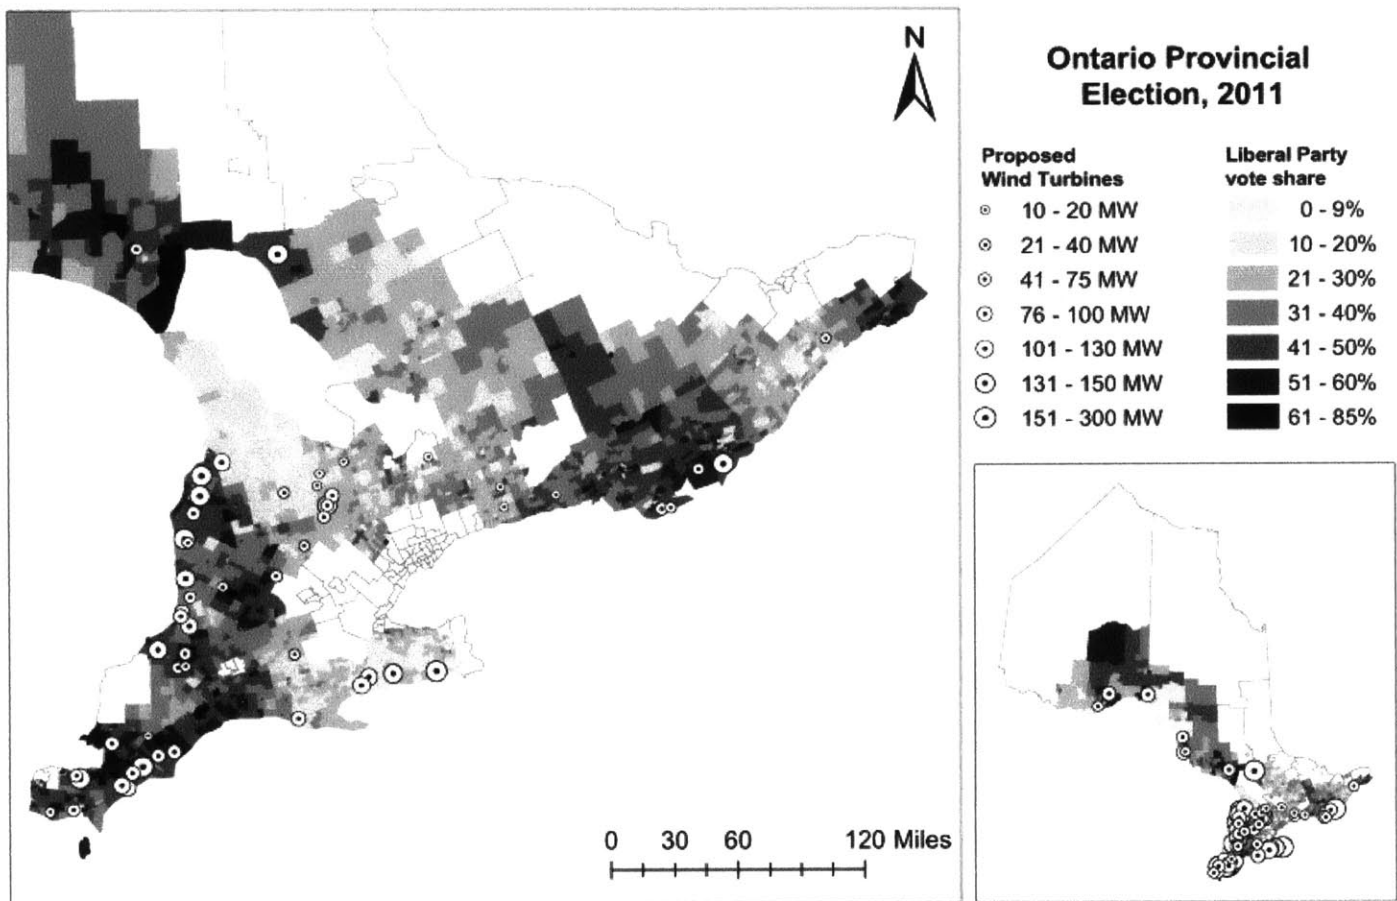 N
Ontario Provincial
Election, 2011
Proposed
Wind Turbines
10 - 20 MW
21 - 40 MW
41 - 75 MW
76 - 100 MW
101 - 130 MW
131 - 150 MW
151 - 300 MW
Liberal Party
vote share
0 - 9%
10 - 20%
21 - 30%
31 - 40%
41 - 50%
51 - 60%
61 - 85%
0 30 60 120 Miles